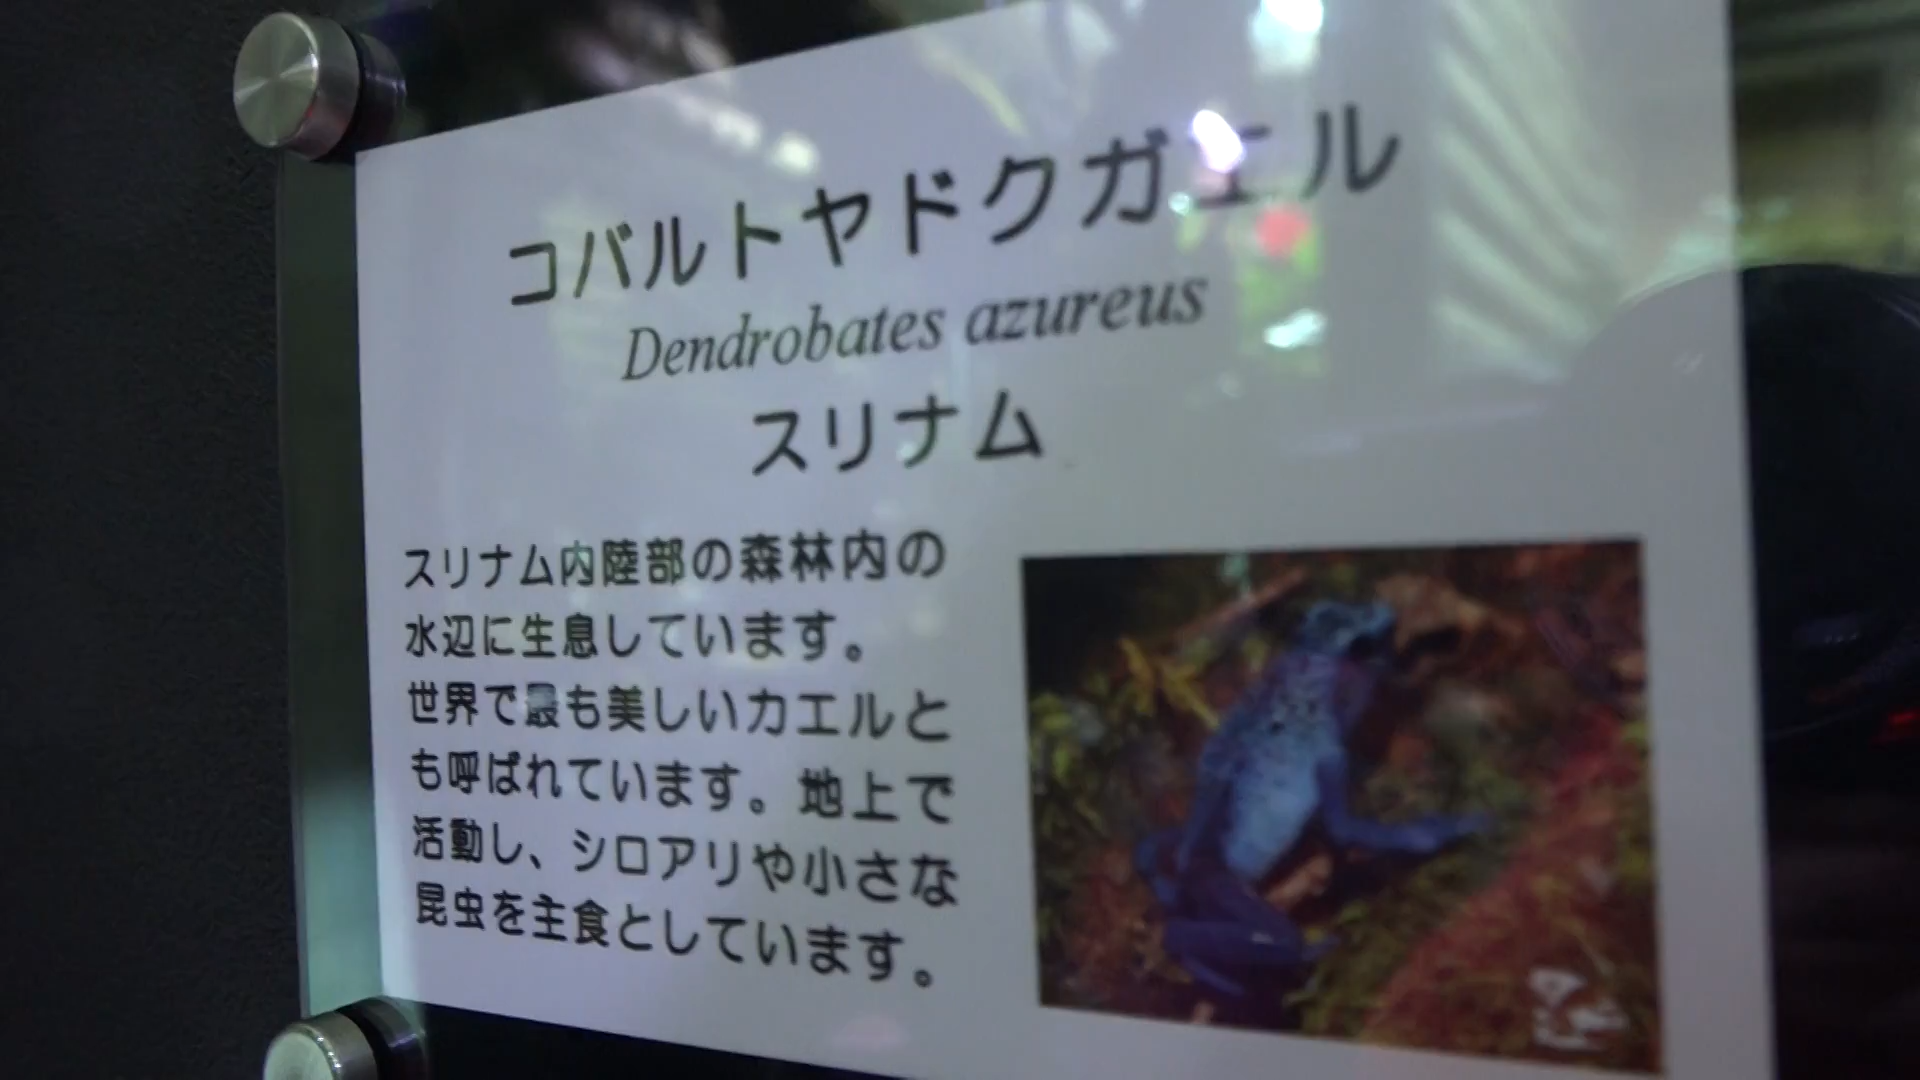 コバルトヤドクガエル
Dendrobates azureus
スリナム
スリナム内陸部の森林内の
水辺に生息しています。
世界で最も美しいカエルと
も呼ばれています。地上で
活動し、シロアリや小さな
昆虫を主食としています。